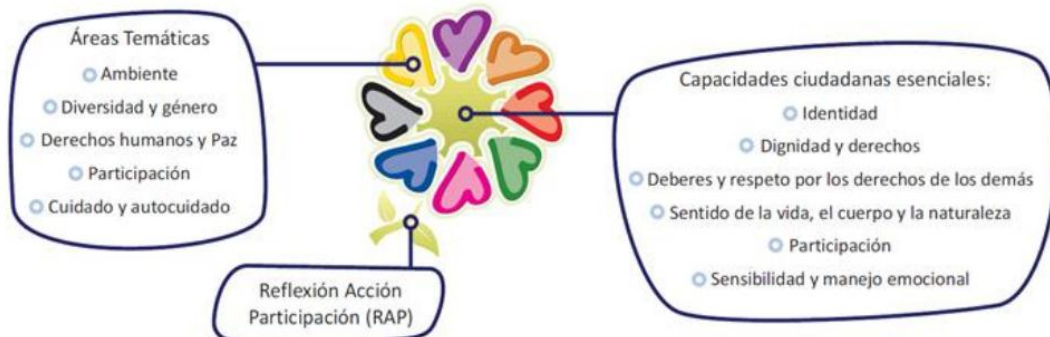 Áreas Temáticas
Ambiente
Diversidad y género
Derechos humanos y Paz
Participación
Cuidado y autocuidado
Capacidades ciudadanas esenciales:
Identidad
Dignidad y derechos
Deberes y respeto por los derechos de los demás
Sentido de la vida, el cuerpo y la naturaleza
Participación
Sensibilidad y manejo emocional
Reflexión Acción
Participación (RAP)